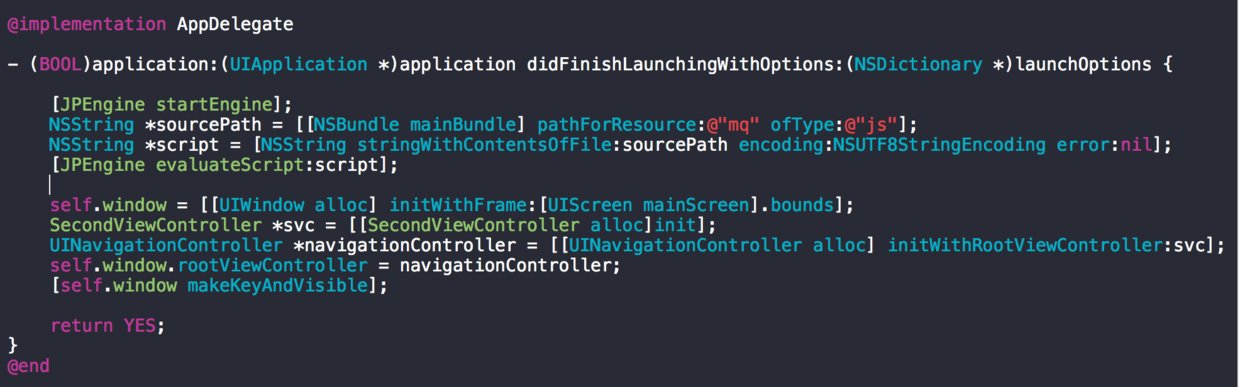 @implementation AppDelegate
- (BOOL)application:(UIApplication *)application didFinishLaunchingWithOptions:(NSDictionary *)launchOptions {
[JPEngine startEngine];
NSString *sourcePath = [[NSBundle mainBundle] pathForResource:@"mq" ofType:@"js"];
NSString *script = [NSString stringWithContentsOfFile:sourcePath encoding:NSUTF8StringEncoding error:nil];
[JPEngine evaluateScript:script];
self.window = [[UIWindow alloc] initWithFrame:[UIScreen mainScreen].bounds];
SecondViewController *svc = [[SecondViewController alloc]init];
UINavigationController *navigationController = [[UINavigationController alloc] initWithRootViewController:svc];
self.window.rootViewController = navigationController;
[self.window makeKeyAndVisible];
return YES;
}
@end